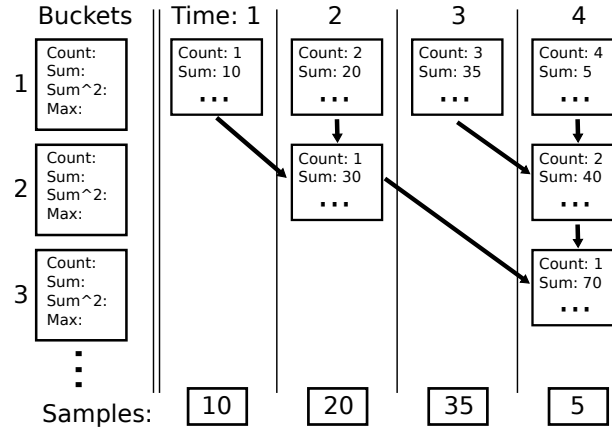 Buckets
Time: 1
2
3
4
1
Count:
Sum:
Sum^2:
Max:
Count: 1
Sum: 10
...
Count: 2
Sum: 20
...
Count: 3
Sum: 35
...
Count: 4
Sum: 5
...
2
Count:
Sum:
Sum^2:
Max:
Count: 1
Sum: 30
...
Count: 2
Sum: 40
...
3
Count:
Sum:
Sum^2:
Max:
Count: 1
Sum: 70
...
Samples:
10
20
35
5